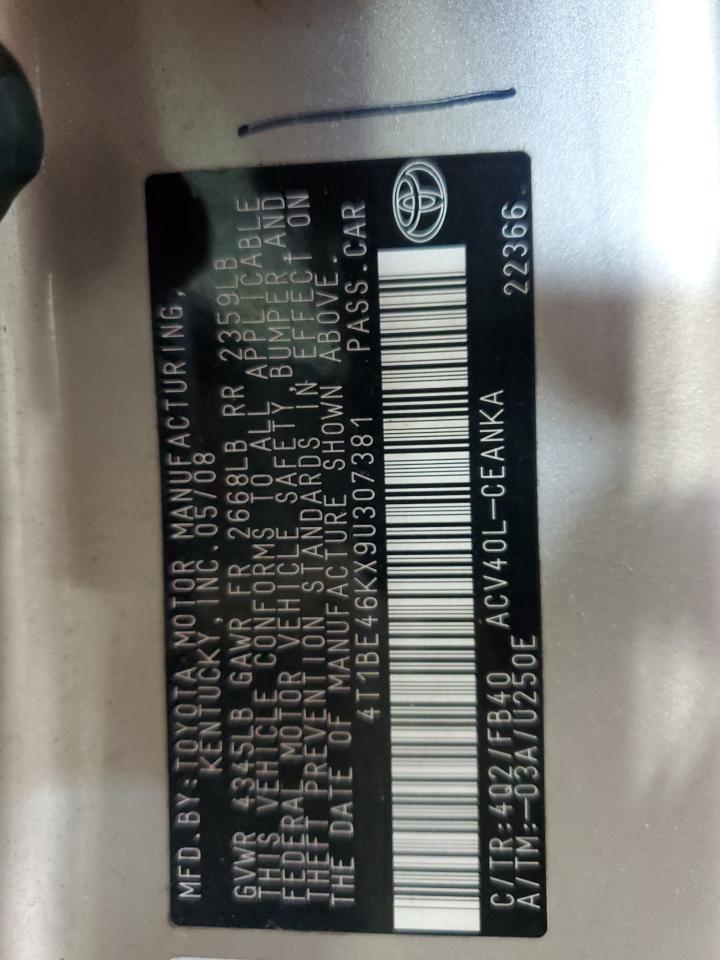 MFD.BY:TOYOTA MOTOR MANUFACTURING,
KENTUCKY, INC.05/08
GVWR 4345LB GAWR FR 2668LB RR 2359LB
THIS VEHICLE CONFORMS TO ALL APPLICABLE
FEDERAL MOTOR VEHICLE SAFETY, BUMPER AND
THEFT PREVENTION STANDARDS IN EFFECT ON
THE DATE OF MANUFACTURE SHOWN ABOVE.
4T1BE46KX9U307381 PASS.CAR
C/TR:4Q2/FB40 ACV40L-CEANKA
A/TM:-03A/U250E 22366